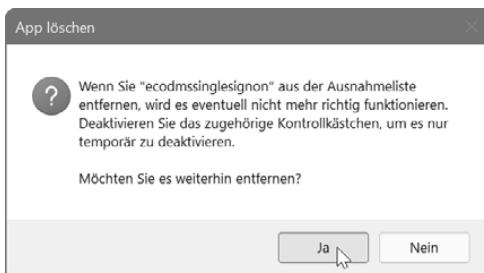 App löschen
Wenn Sie "ecodmssinglesignon" aus der Ausnahmeliste
entfernen, wird es eventuell nicht mehr richtig funktionieren.
Deaktivieren Sie das zugehörige Kontrollkästchen, um es nur
temporär zu deaktivieren.
Möchten Sie es weiterhin entfernen?
Ja
Nein